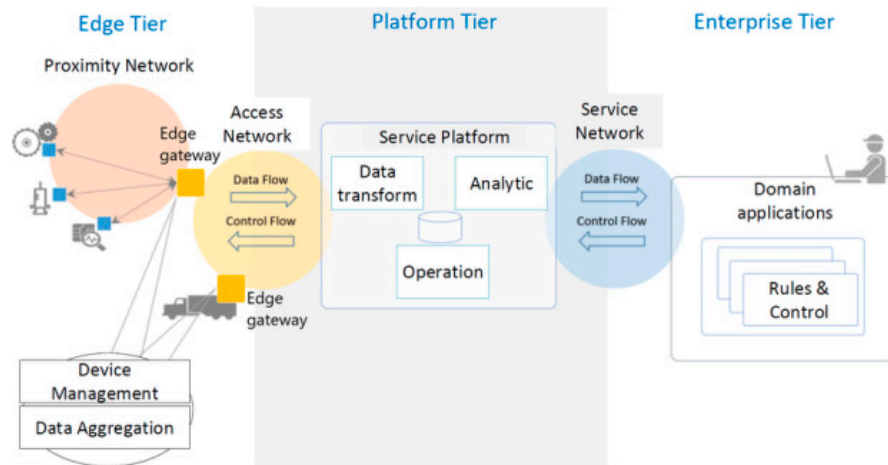 Edge Tier
Platform Tier
Enterprise Tier
Proximity Network
Edge
gateway
Access
Network
Data Flow
Control Flow
Edge
gateway
Device
Management
Data Aggregation
Service Platform
Data
transform
Analytic
Operation
Service
Network
Data Flow
Control Flow
Domain
applications
Rules &
Control